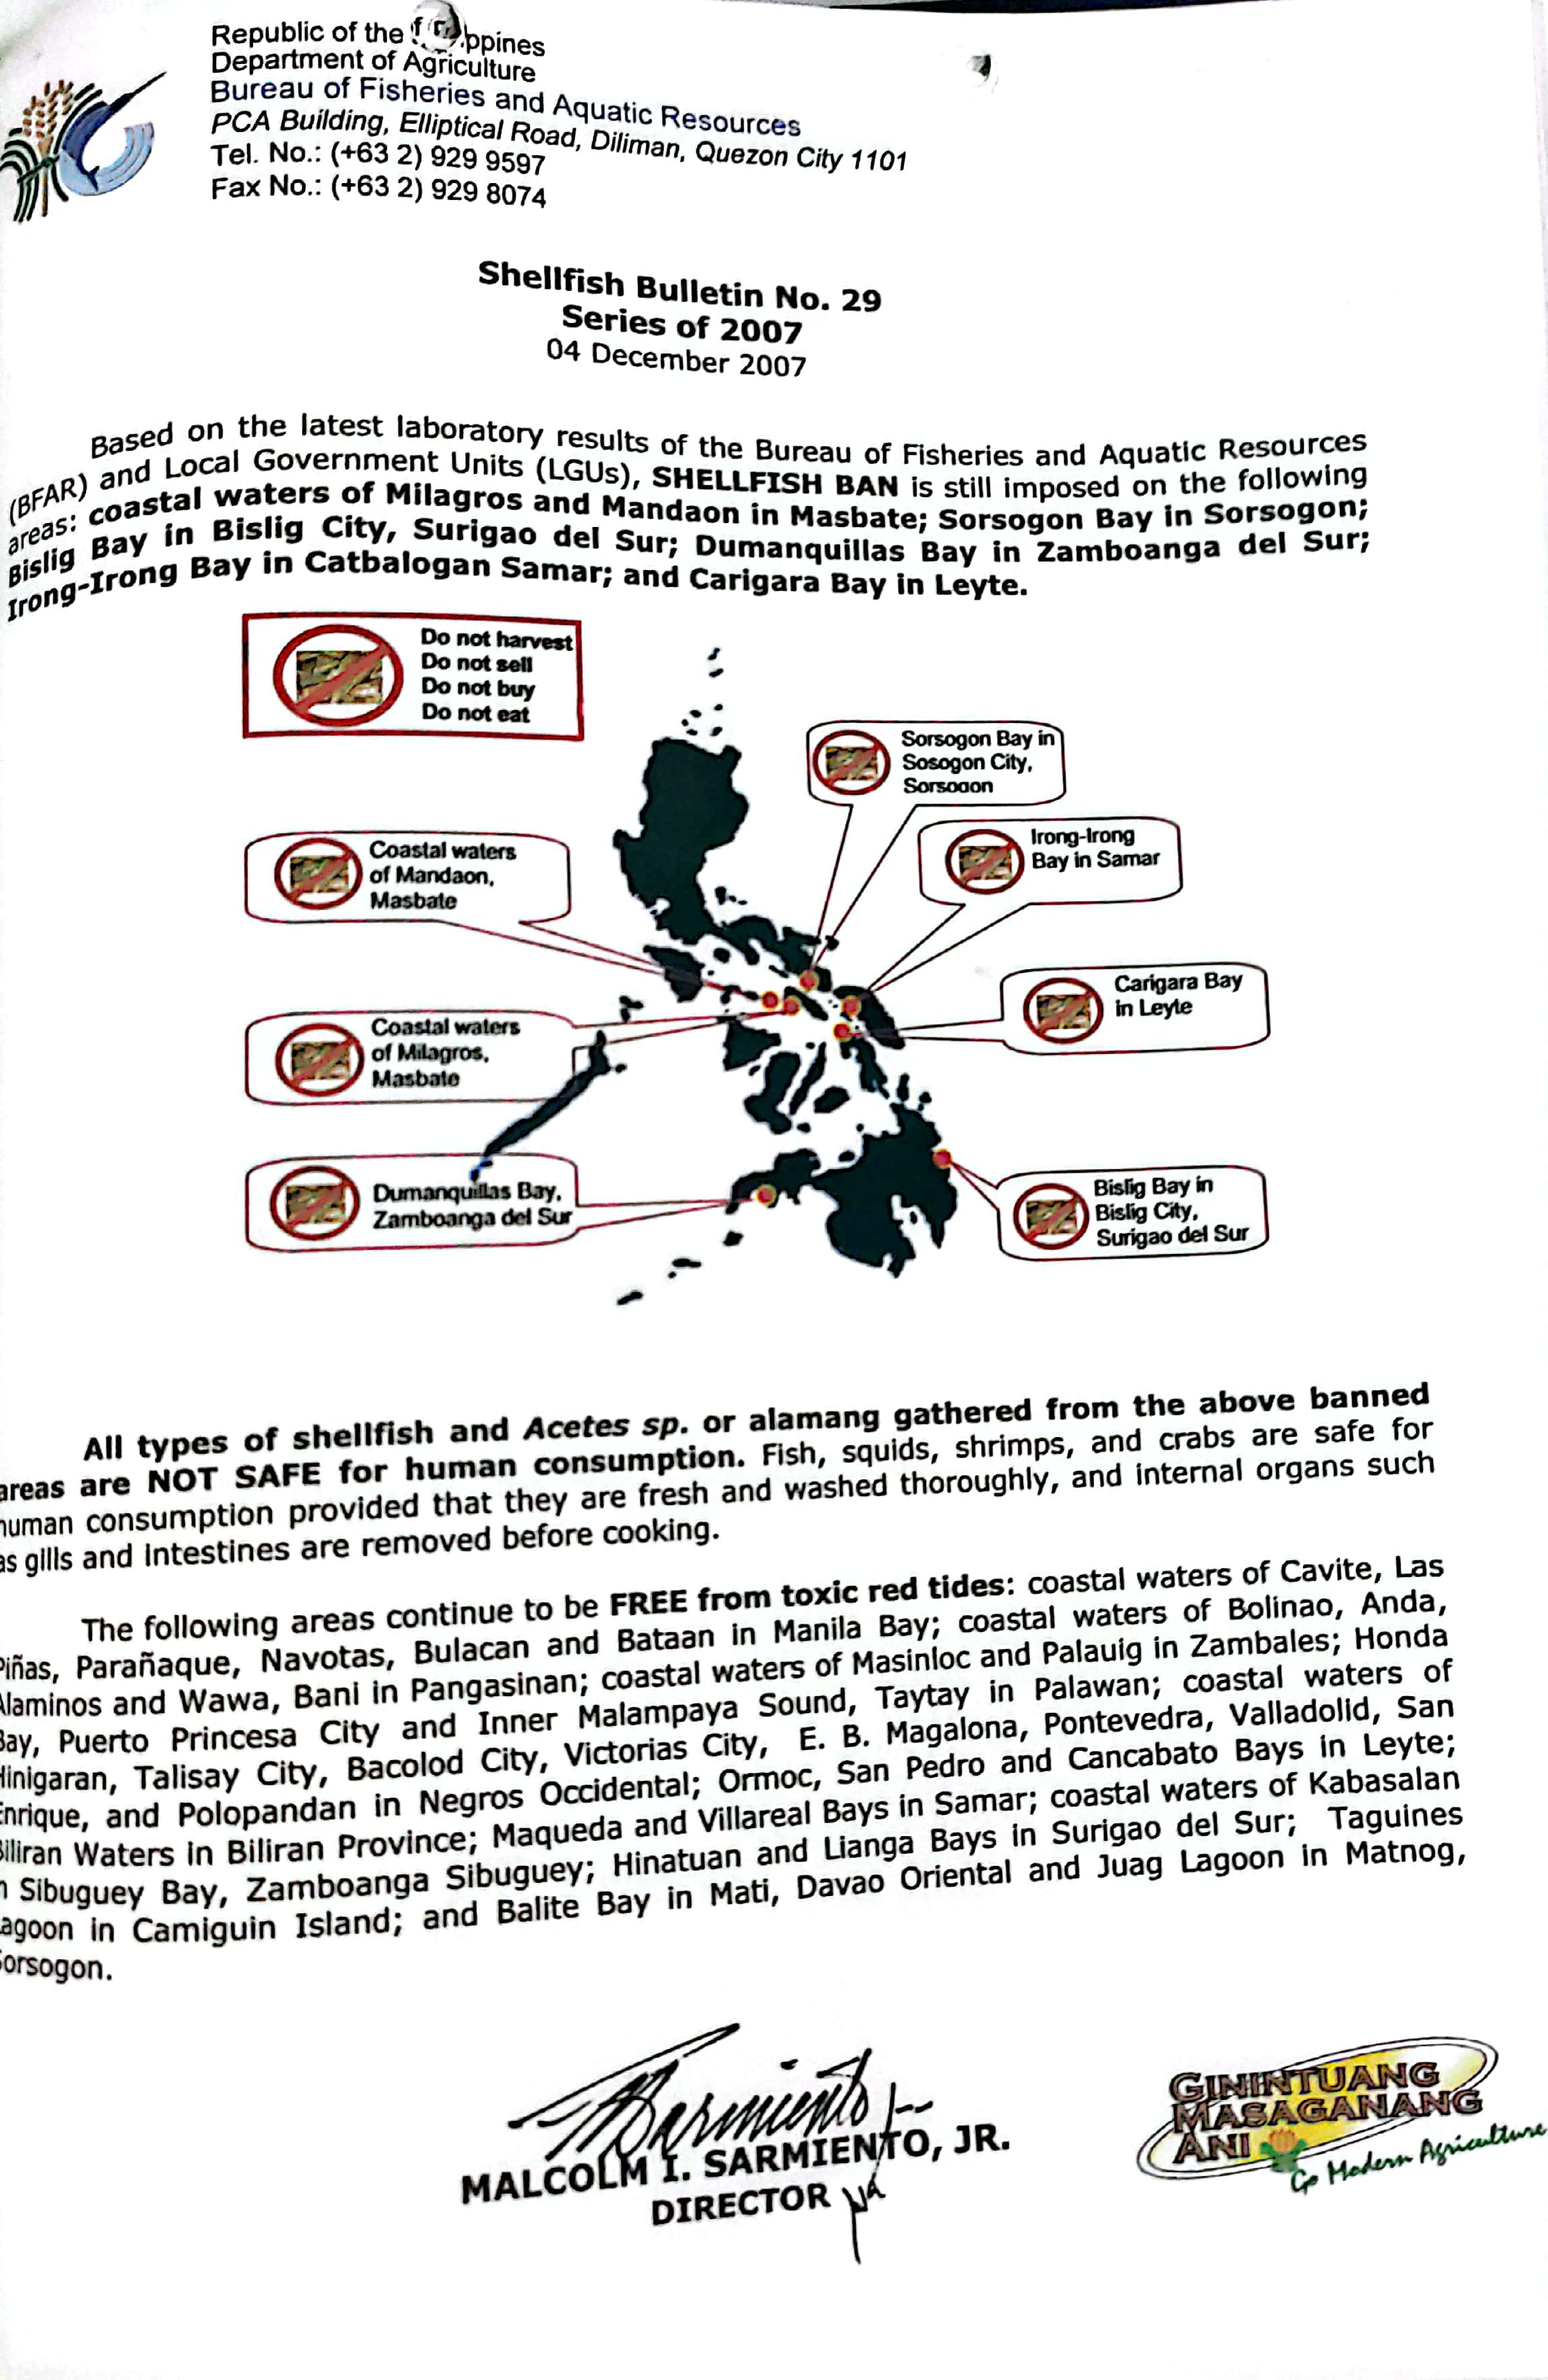 Republic of the
Department of Agriculture
Bureau of Fisheries and Aquatic Resources
PCA Building, Elliptical Road, Diliman, Quezon City 1101
Tel. No.: (+63 2) 929 9597
Fax No.: (+63 2) 929 8074
Shellfish Bulletin No. 29
Series of 2007
04 December 2007
Based on the latest laboratory results of the Bureau of Fisheries and Aquatic Resources
(BFAR) and Local Government Units (LGUs), SHELLFISH BAN is still imposed on the following
areas: coastal waters of Milagros and Mandaon in Masbate; Sorsogon Bay in Sorsogon;
Bislig Bay in Bislig City, Surigao del Sur; Dumanquillas Bay in Zamboanga del Sur;
Irong-Irong Bay in Catbalogan Samar; and Carigara Bay in Leyte.
Do not harvest
Do not sell
Do not buy
Do not eat
Sorsogon Bay in
Sosogon City,
Sorsogon
Irong-Irong
Bay in Samar
Coastal waters
of Mandaon,
Masbate
Carigara Bay
in Leyte
Coastal waters
of Milagros,
Masbate
Dumanquillas Bay,
Zamboanga del Sur
Bislig Bay in
Bislig City,
Surigao del Sur
All types of shellfish and Acetes sp. or alamang gathered from the above banned
areas are NOT SAFE for human consumption. Fish, squids, shrimps, and crabs are safe for
human consumption provided that they are fresh and washed thoroughly, and internal organs such
as gills and intestines are removed before cooking.
The following areas continue to be FREE from toxic red tides: coastal waters of Cavite, Las
Piñas, Parañaque, Navotas, Bulacan and Bataan in Manila Bay; coastal waters of Bolinao, Anda,
Alaminos and Wawa, Bani in Pangasinan; coastal waters of Masinloc and Palauig in Zambales; Honda
Bay, Puerto Princesa City and Inner Malampaya Sound, Taytay in Palawan; coastal waters of
Hinigaran, Talisay City, Bacolod City, Victorias City, E. B. Magalona, Pontevedra, Valladolid, San
Enrique, and Polopandan in Negros Occidental; Ormoc, San Pedro and Cancabato Bays in Leyte;
Biliran Waters in Biliran Province; Maqueda and Villareal Bays in Samar; coastal waters of Kabasalan
in Sibuguey Bay, Zamboanga Sibuguey; Hinatuan and Lianga Bays in Surigao del Sur; Taguines
Lagoon in Camiguin Island; and Balite Bay in Mati, Davao Oriental and Juag Lagoon in Matnog,
Sorsogon.
MALCOLM I. SARMIENTO, JR.
DIRECTOR
GININTUANG
MASAGANANG
ANI
Go Modern Agriculture